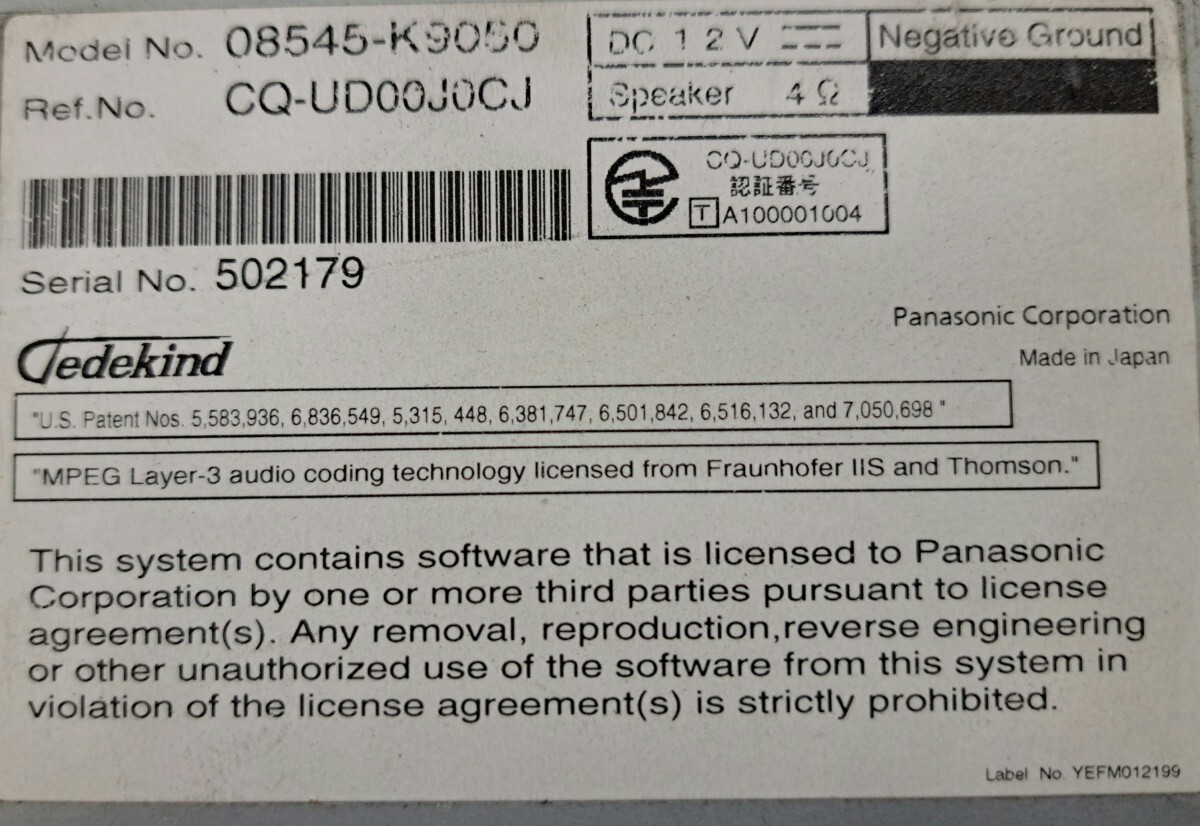 Model No. 08545-K9050
Ref.No. CQ-UD00J0CJ
DC 12V
Negative Ground
Speaker 4Ω
CQ-UD00J0CJ
認証番号
T A100001004
Serial No. 502179
Panasonic Corporation
Made in Japan
Gedekind
"U.S. Patent Nos. 5,583,936, 6,836,549, 5,315, 448, 6,381,747, 6,501,842, 6,516,132, and 7,050,698 "
"MPEG Layer-3 audio coding technology licensed from Fraunhofer IIS and Thomson."
This system contains software that is licensed to Panasonic
Corporation by one or more third parties pursuant to license
agreement(s). Any removal, reproduction,reverse engineering
or other unauthorized use of the software from this system in
violation of the license agreement(s) is strictly prohibited.
Label No. YEFM012199